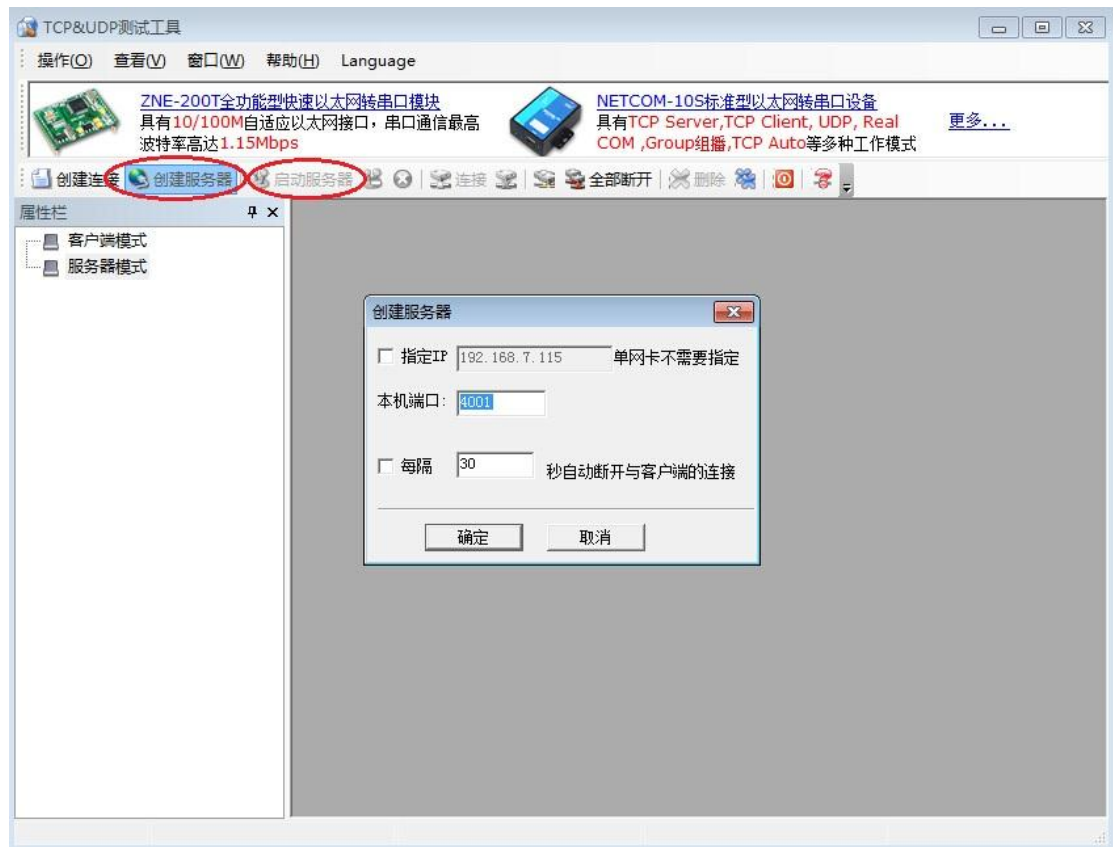 TCP&UDP测试工具
操作(O) 查看(V) 窗口(W) 帮助(H) Language
ZNE-200T全功能型快速以太网转串口模块
具有10/100M自适应以太网接口，串口通信最高
波特率高达1.15Mbps
NETCOM-10S标准型以太网转串口设备
具有TCP Server,TCP Client, UDP, Real
COM ,Group组播,TCP Auto等多种工作模式
更多...
创建连接 创建服务器 启动服务器 连接 全部断开 删除
属性栏
客户端模式
服务器模式
创建服务器
指定IP 192.168.7.115 单网卡不需要指定
本机端口: 4001
每隔 30 秒自动断开与客户端的连接
确定 取消